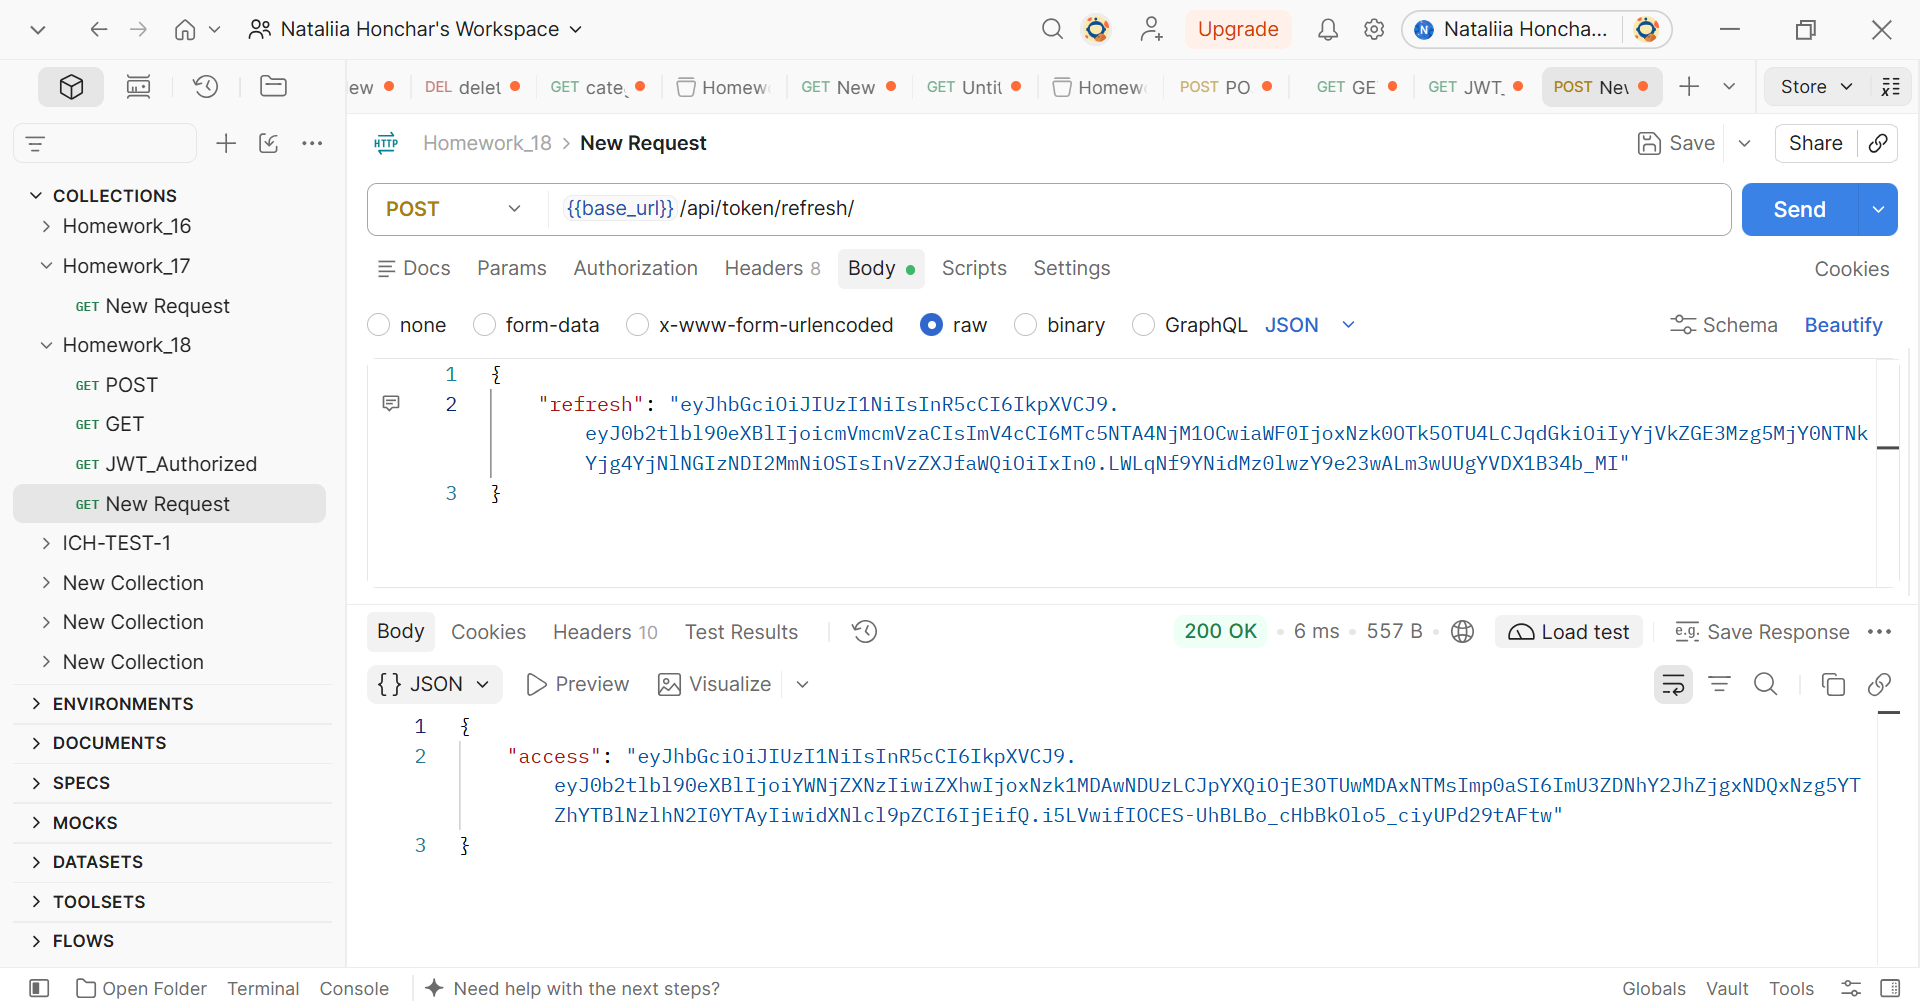 Nataliia Honchar's Workspace
Upgrade
Nataliia Honcha...
ew
DEL delet
GET cate
Homew
GET New
GET Untit
Homew
POST PO
GET GE
GET JWT_
POST Nev
Store
Homework_18 > New Request
Save
Share
COLLECTIONS
Homework_16
Homework_17
GET New Request
Homework_18
GET POST
GET GET
GET JWT_Authorized
GET New Request
ICH-TEST-1
New Collection
New Collection
New Collection
ENVIRONMENTS
DOCUMENTS
SPECS
MOCKS
DATASETS
TOOLSETS
FLOWS
HTTP
POST
{{base_url}} /api/token/refresh/
Send
Docs
Params
Authorization
Headers 8
Body
Scripts
Settings
Cookies
none
form-data
x-www-form-urlencoded
raw
binary
GraphQL
JSON
Schema
Beautify
1 {
2 "refresh": "eyJhbGciOiJIUzI1NiIsInR5cCI6IkpXVCJ9.
eyJ0b2tlbl90eXBlIjoicmVmcmVzaCIsImV4cCI6MTc5NTA4NjM1OCwiaWF0IjoxNzk0OTk5OTU4LCJqdGkiOiIyYjVkZGE3Mzg5MjY0NTNk
Yjg4YjNlNGIzNDI2MmNiOSIsInVzZXJfaWQiOiIxIn0.LWLqNf9YNidMz0lwzY9e23wALm3wUUgYVDX1B34b_MI"
3 }
Body
Cookies
Headers 10
Test Results
200 OK
6 ms
557 B
Load test
e.g. Save Response
{} JSON
Preview
Visualize
1 {
2 "access": "eyJhbGciOiJIUzI1NiIsInR5cCI6IkpXVCJ9.
eyJ0b2tlbl90eXBlIjoiYWNjZXNzIiwiZXhwIjoxNzk1MDAwNDUzLCJpYXQiOjE3OTUwMDAxNTMsImp0aSI6ImU3ZDNhY2JhZjgxNDQxNzg5YT
ZhYTBlNzlhN2I0YTAyIiwidXNlcl9pZCI6IjEifQ.i5LVwifIOCES-UhBLBo_cHbBkOlo5_ciyUPd29tAFtw"
3 }
Open Folder
Terminal
Console
Need help with the next steps?
Globals
Vault
Tools